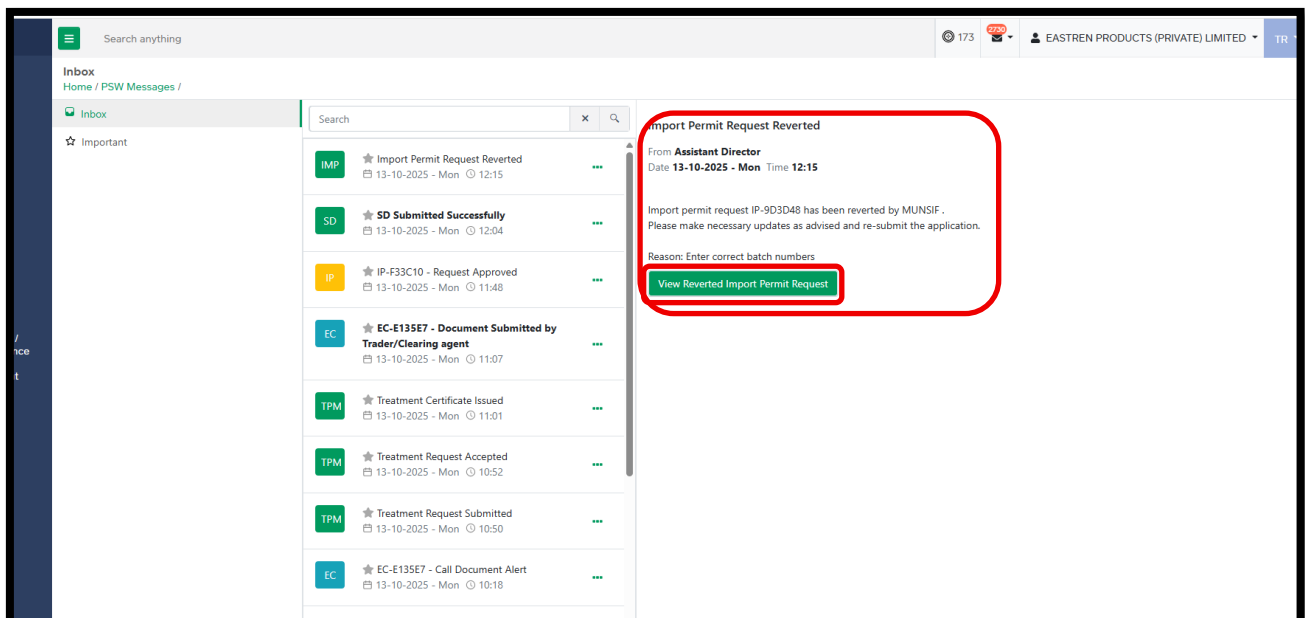 Search anything
173
2730
EASTREN PRODUCTS (PRIVATE) LIMITED
TR
Inbox
Home / PSW Messages /
Inbox
Important
/
nce
t
Search
IMP
Import Permit Request Reverted
13-10-2025 - Mon 12:15
SD
SD Submitted Successfully
13-10-2025 - Mon 12:04
IP
IP-F33C10 - Request Approved
13-10-2025 - Mon 11:48
EC
EC-E135E7 - Document Submitted by
Trader/Clearing agent
13-10-2025 - Mon 11:07
TPM
Treatment Certificate Issued
13-10-2025 - Mon 11:01
TPM
Treatment Request Accepted
13-10-2025 - Mon 10:52
TPM
Treatment Request Submitted
13-10-2025 - Mon 10:50
EC
EC-E135E7 - Call Document Alert
13-10-2025 - Mon 10:18
Import Permit Request Reverted
From Assistant Director
Date 13-10-2025 - Mon Time 12:15
Import permit request IP-9D3D48 has been reverted by MUNSIF .
Please make necessary updates as advised and re-submit the application.
Reason: Enter correct batch numbers
View Reverted Import Permit Request